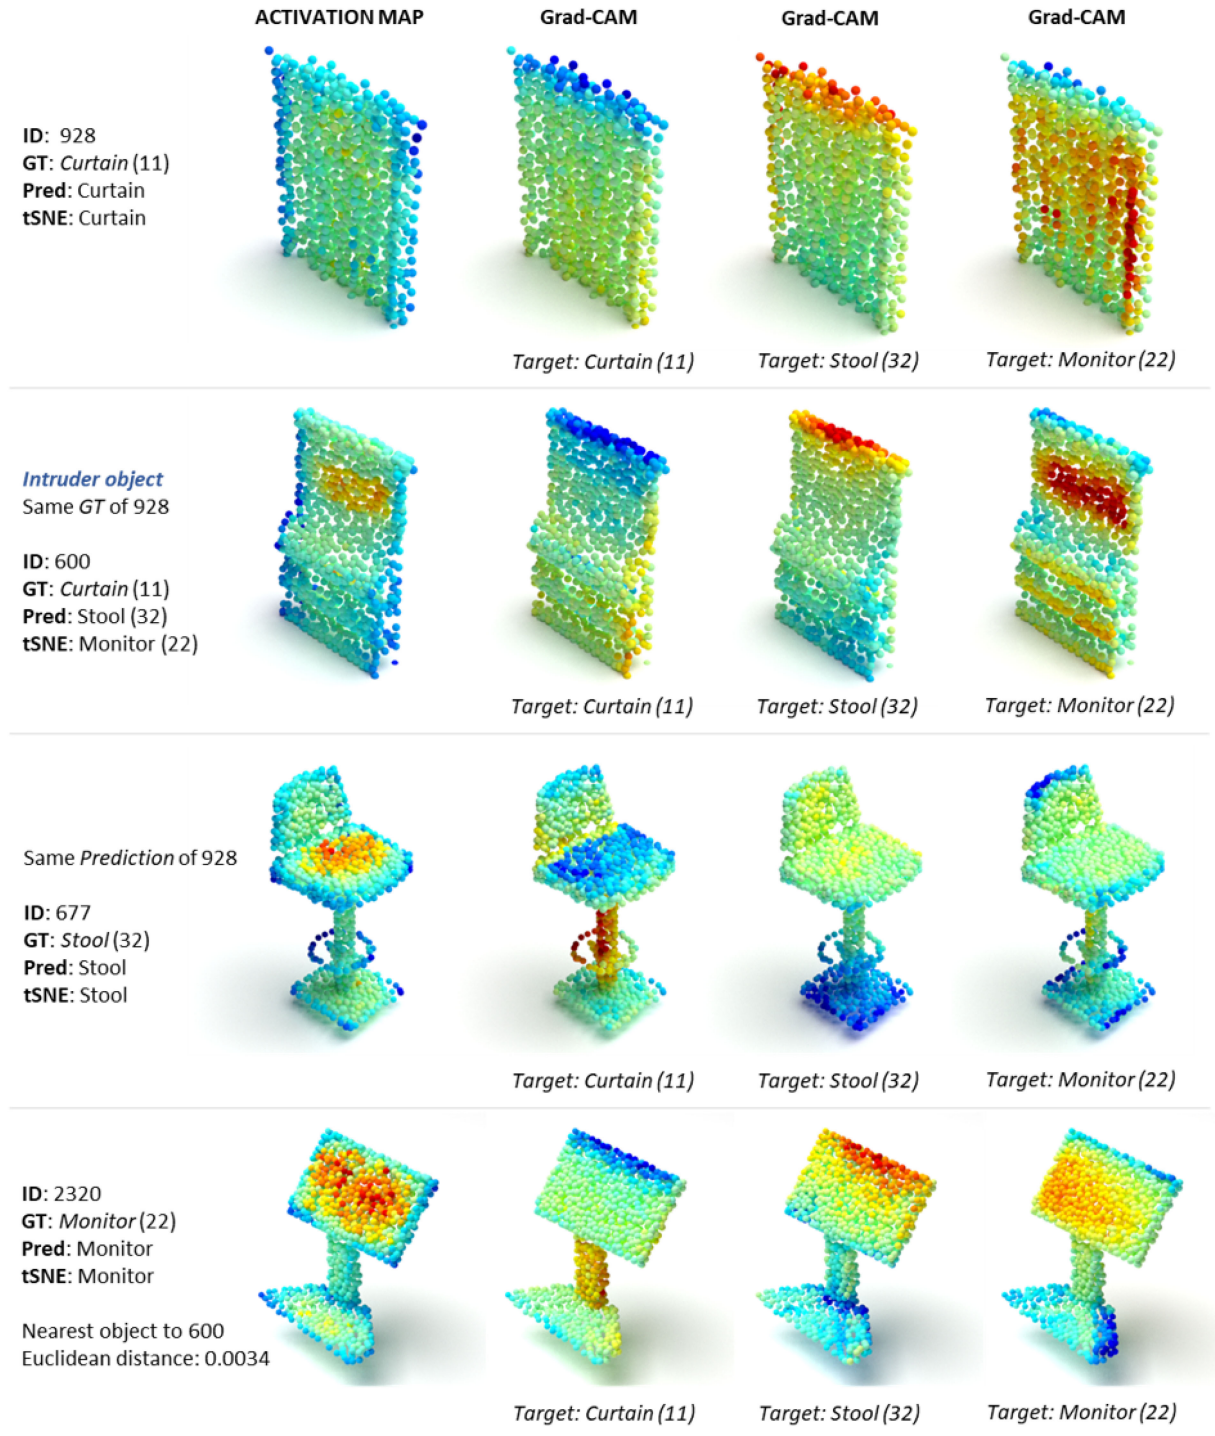 ACTIVATION MAP
Grad-CAM
Grad-CAM
Grad-CAM
ID: 928
GT: Curtain (11)
Pred: Curtain
tSNE: Curtain
Target: Curtain (11)
Target: Stool (32)
Target: Monitor (22)
Intruder object
Same GT of 928
ID: 600
GT: Curtain (11)
Pred: Stool (32)
tSNE: Monitor (22)
Target: Curtain (11)
Target: Stool (32)
Target: Monitor (22)
Same Prediction of 928
ID: 677
GT: Stool (32)
Pred: Stool
tSNE: Stool
Target: Curtain (11)
Target: Stool (32)
Target: Monitor (22)
ID: 2320
GT: Monitor (22)
Pred: Monitor
tSNE: Monitor
Nearest object to 600
Euclidean distance: 0.0034
Target: Curtain (11)
Target: Stool (32)
Target: Monitor (22)